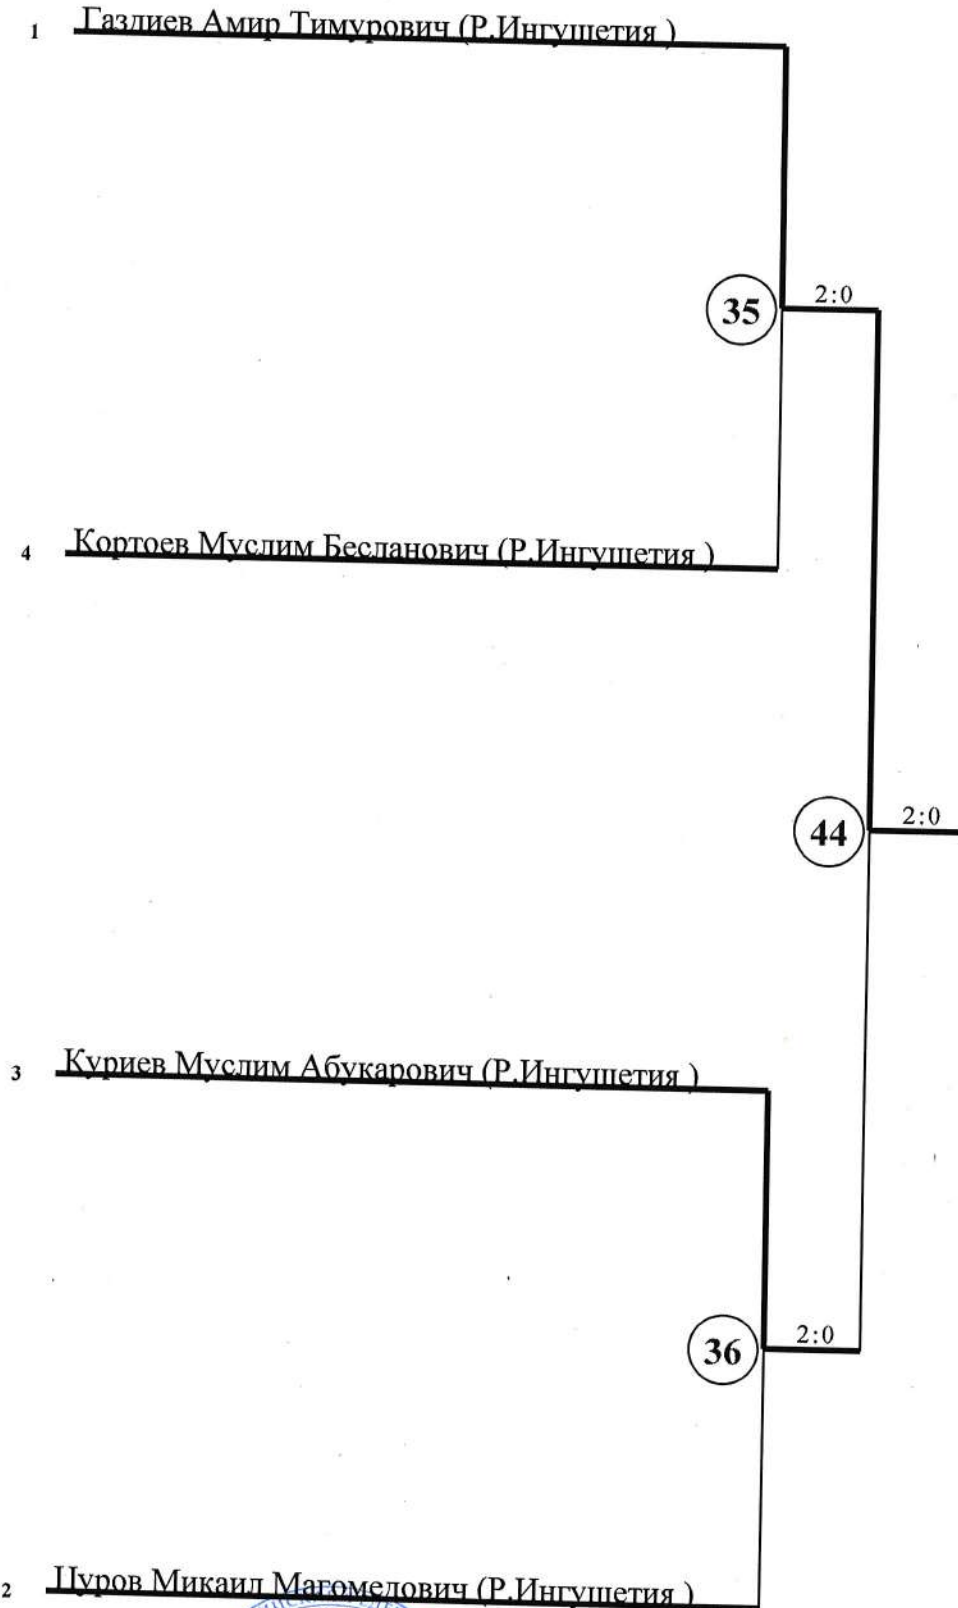 1 Газдиев Амир Тимурович (Р.Ингушетия )
35 2:0
4 Кортоев Муслим Бесланович (Р.Ингушетия )
44 2:0
3 Куриев Муслим Абукарович (Р.Ингушетия )
36 2:0
2 Цуров Микаил Магомедович (Р.Ингушетия )